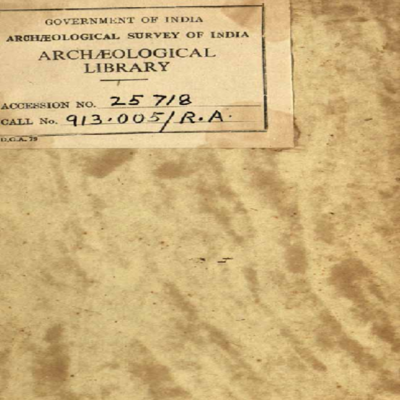 GOVERNMENT OF INDIA
ARCHÆOLOGICAL SURVEY OF INDIA
ARCHÆOLOGICAL
LIBRARY
ACCESSION NO. 25718
CALL No. 913.005/R.A.
D.G.A. 79